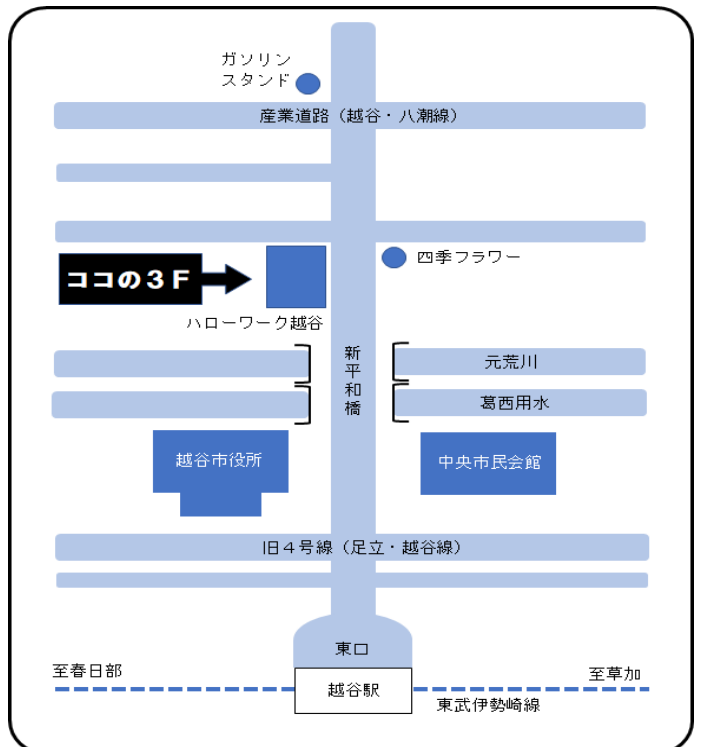 ガソリン
スタンド
産業道路（越谷・八潮線）
四季フラワー
ココの３Ｆ
ハローワーク越谷
新平和橋
元荒川
葛西用水
越谷市役所
中央市民会館
旧４号線（足立・越谷線）
東口
至春日部
至草加
越谷駅
東武伊勢崎線